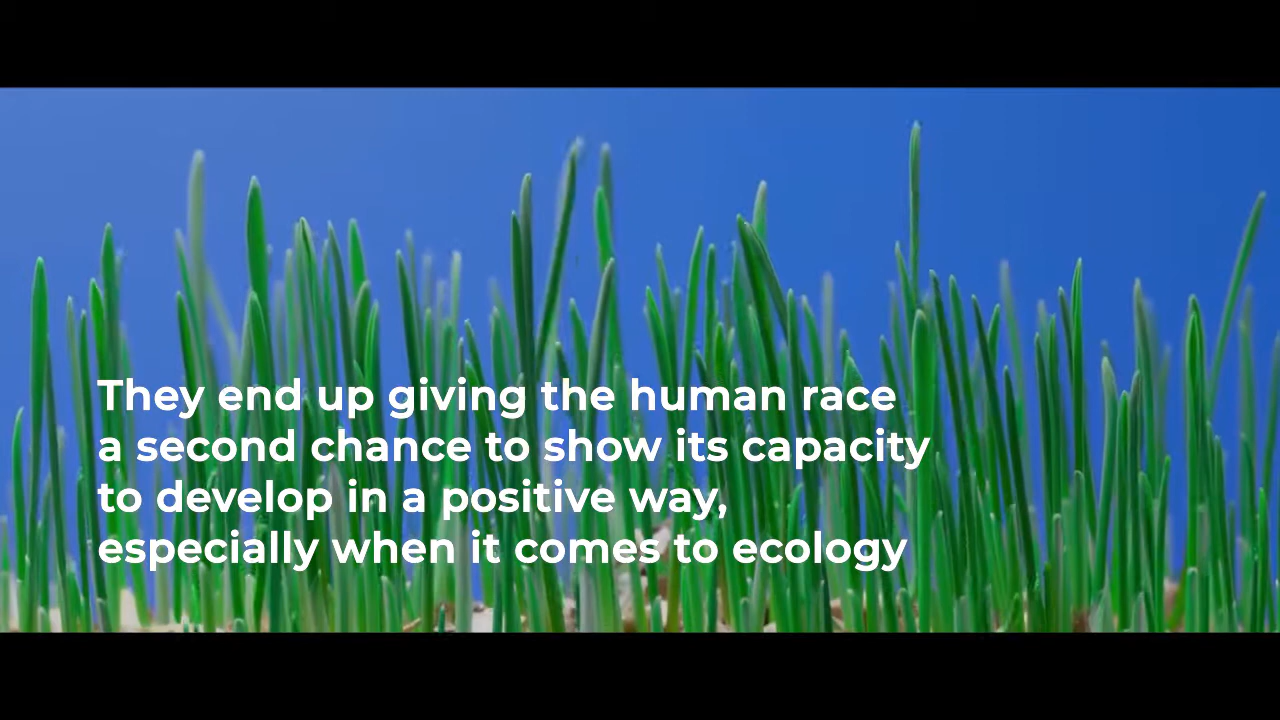 They end up giving the human race
a second chance to show its capacity
to develop in a positive way,
especially when it comes to ecology